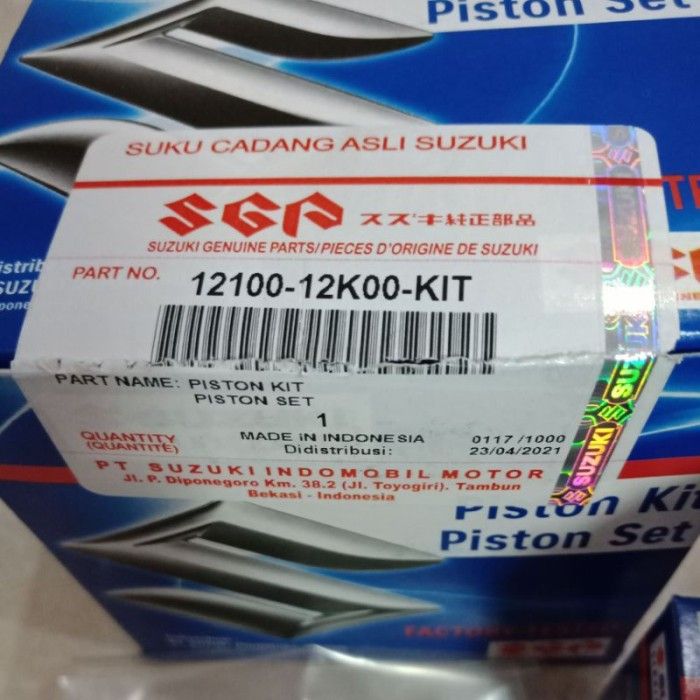 Piston Set
SUKU CADANG ASLI SUZUKI
SGP スズキ純正部品
SUZUKI GENUINE PARTS/PIECES D'ORIGINE DE SUZUKI
PART NO. 12100-12K00-KIT
PART NAME: PISTON KIT
PISTON SET
1
QUANTITY
(QUANTITÉ)
MADE iN INDONESIA 0117 /1000
Didistribusi: 23/04/2021
PT. SUZUKI INDOMOBIL MOTOR
Jl. P. Diponegoro Km. 38.2 (Jl. Toyogiri). Tambun
Bekasi - Indonesia
SUZUKI
Piston Ki
Piston Set
SGP